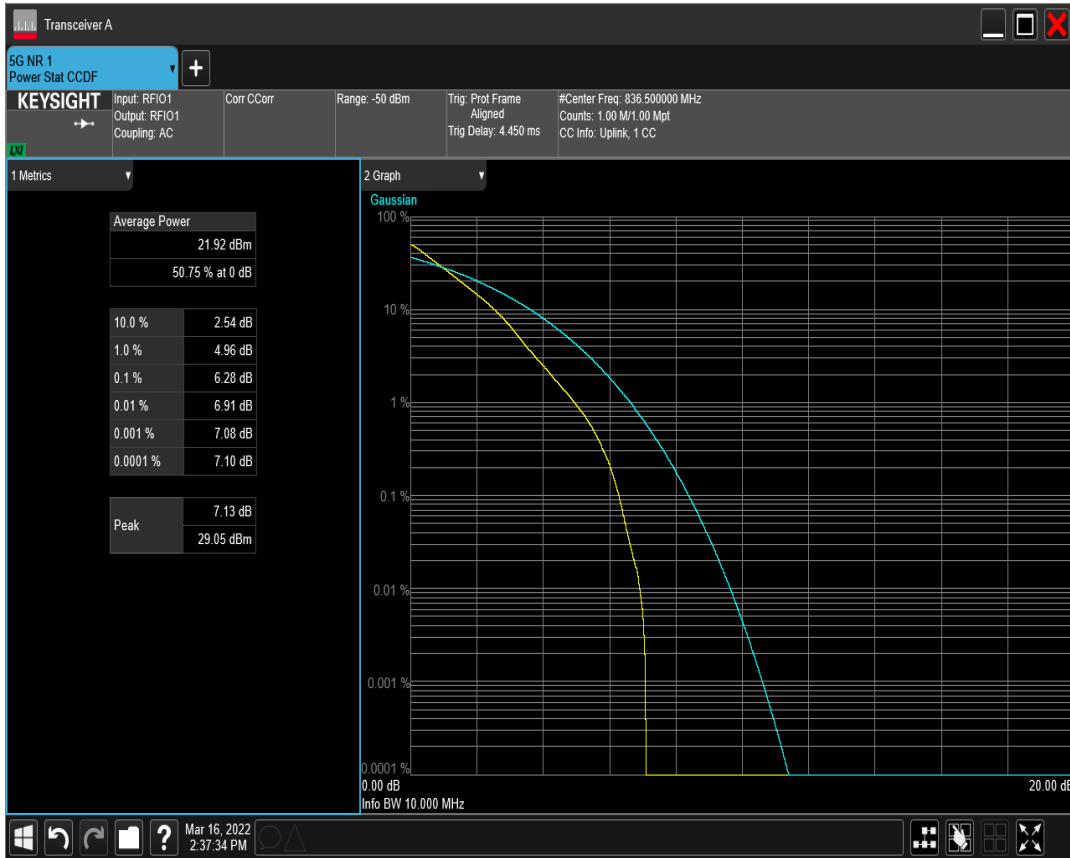 Transceiver A
5G NR 1
Power Stat CCDF
KEYSIGHT
LXI
Input: RFIO1
Output: RFIO1
Coupling: AC
Corr CCorr
Range: -50 dBm
Trig: Prot Frame
Aligned
Trig Delay: 4.450 ms
#Center Freq: 836.500000 MHz
Counts: 1.00 M/1.00 Mpt
CC Info: Uplink, 1 CC
1 Metrics
Average Power
21.92 dBm
50.75 % at 0 dB
10.0 % 2.54 dB
1.0 % 4.96 dB
0.1 % 6.28 dB
0.01 % 6.91 dB
0.001 % 7.08 dB
0.0001 % 7.10 dB
Peak
7.13 dB
29.05 dBm
2 Graph
Gaussian
100 %
10 %
1 %
0.1 %
0.01 %
0.001 %
0.0001 %
0.00 dB
20.00 dB
Info BW 10.000 MHz
?
Mar 16, 2022
2:37:34 PM